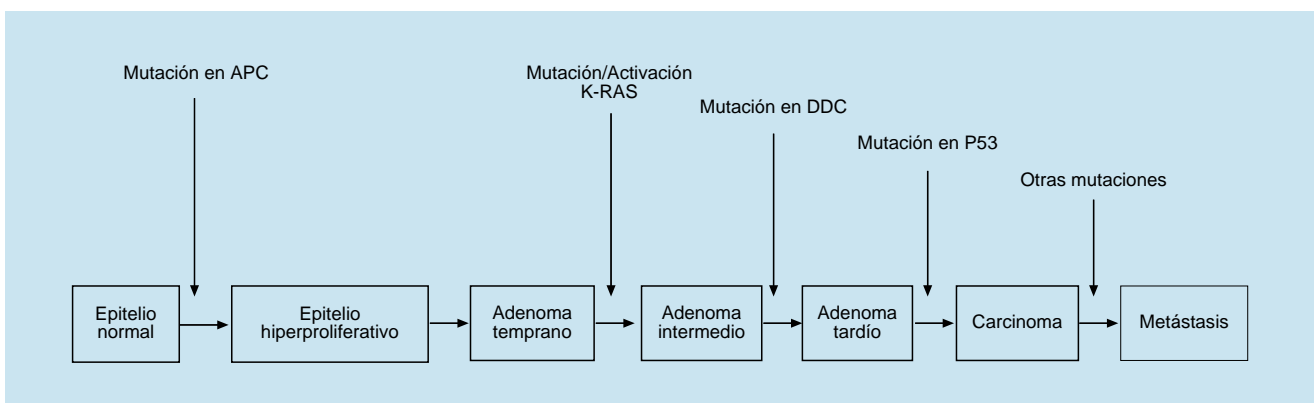 Mutación en APC
Mutación/Activación
K-RAS
Mutación en DDC
Mutación en P53
Otras mutaciones
Epitelio
normal
Epitelio
hiperproliferativo
Adenoma
temprano
Adenoma
intermedio
Adenoma
tardío
Carcinoma
Metástasis